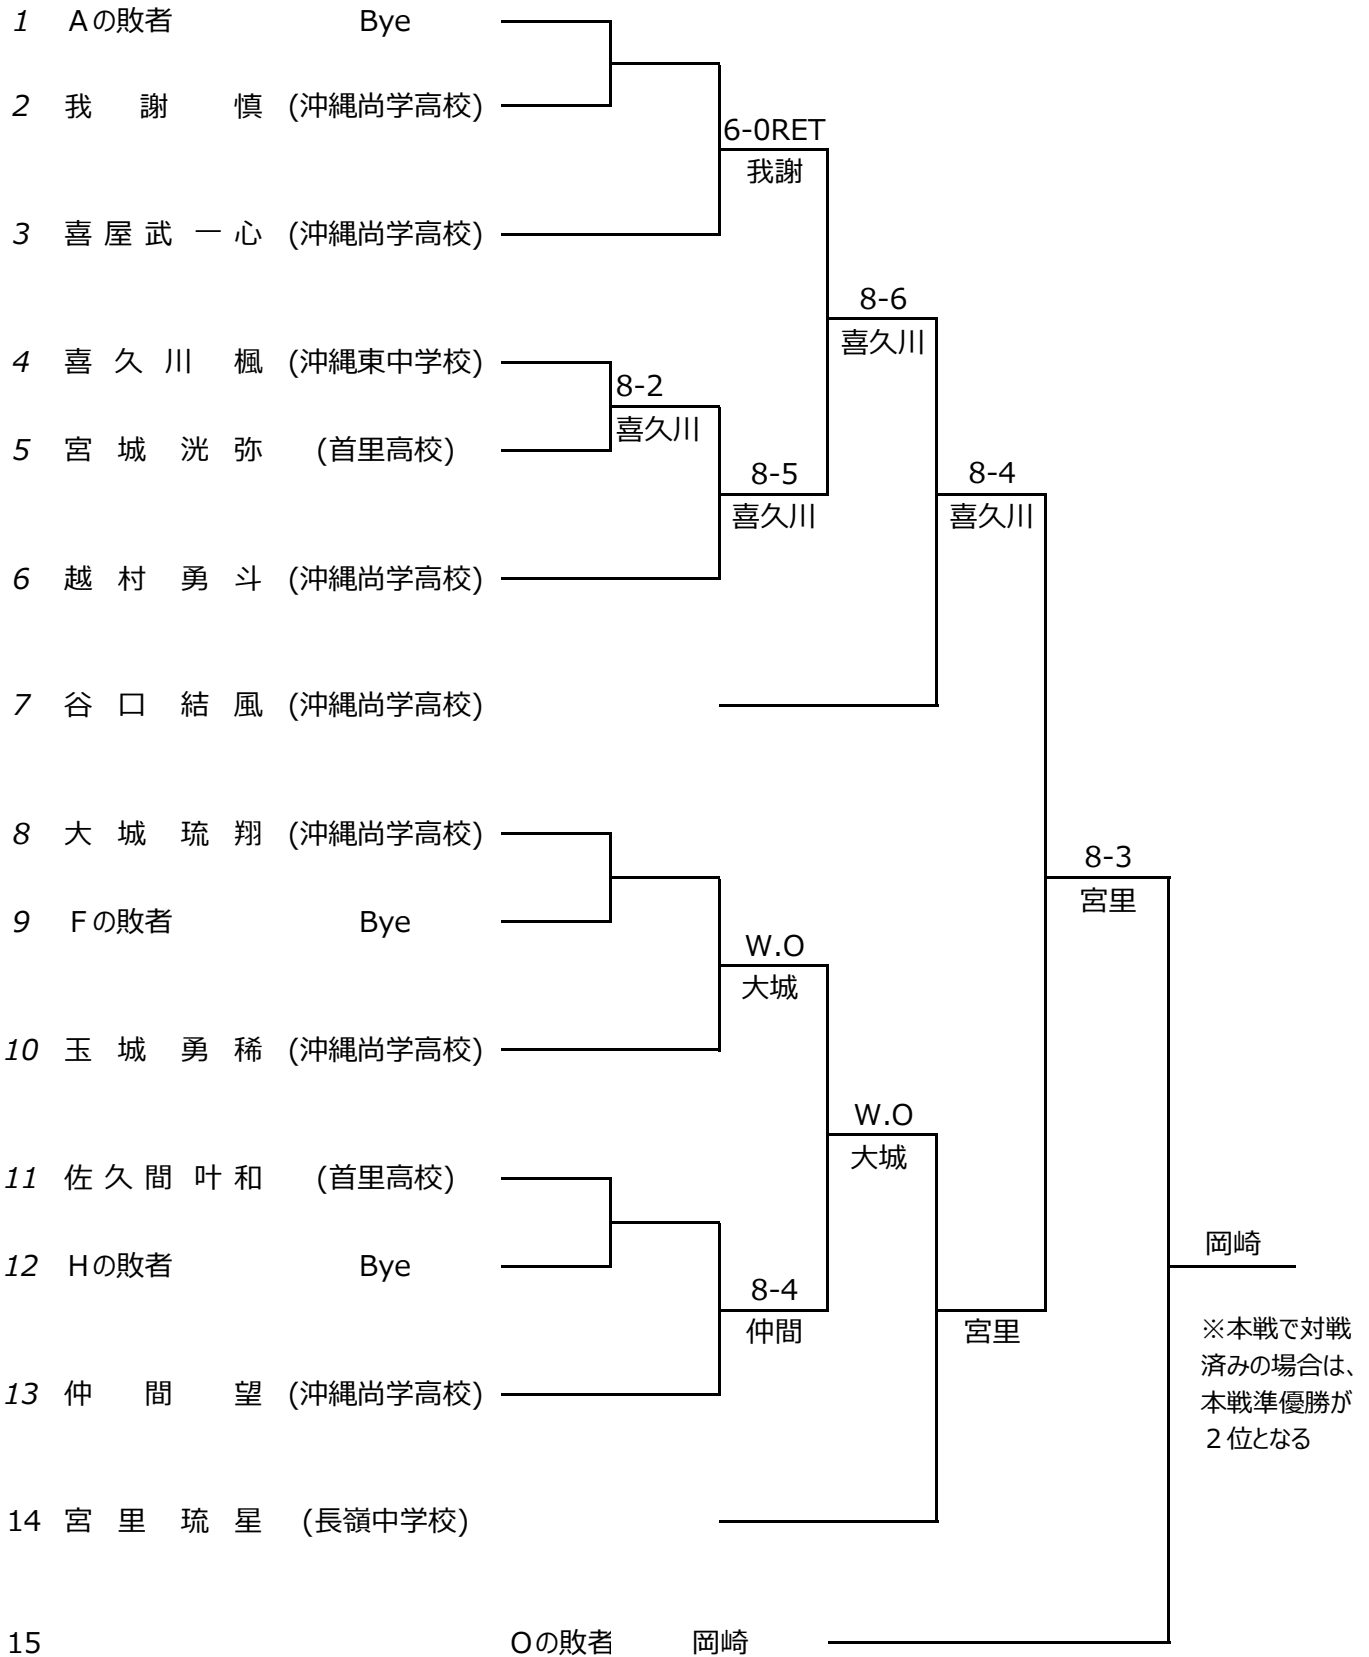 1 Aの敗者 Bye
2 我 謝 慎 (沖縄尚学高校)
6-0RET
我謝
3 喜屋武 一心 (沖縄尚学高校)
8-6
喜久川
4 喜久川 楓 (沖縄東中学校)
8-2
喜久川
5 宮城 洸弥 (首里高校)
8-5
喜久川
8-4
喜久川
6 越村 勇斗 (沖縄尚学高校)
7 谷口 結風 (沖縄尚学高校)
8 大城 琉翔 (沖縄尚学高校)
8-3
宮里
9 Fの敗者 Bye
W.O
大城
10 玉城 勇稀 (沖縄尚学高校)
W.O
大城
11 佐久間 叶和 (首里高校)
12 Hの敗者 Bye
岡崎
8-4
仲間
宮里
※本戦で対戦
済みの場合は、
本戦準優勝が
２位となる
13 仲 間 望 (沖縄尚学高校)
14 宮里 琉星 (長嶺中学校)
15 Oの敗者 岡崎